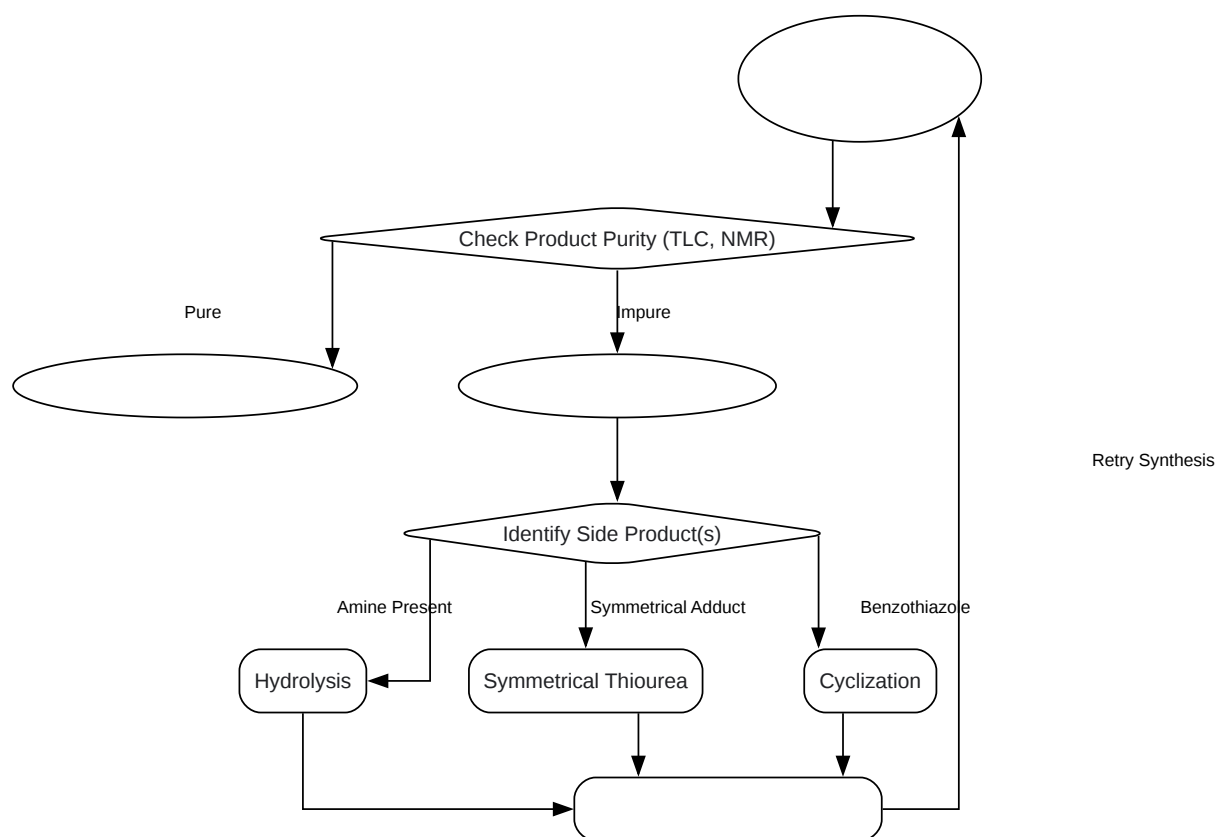 Check Product Purity (TLC, NMR)
Pure
Impure
Retry Synthesis
Identify Side Product(s)
Amine Present
Symmetrical Adduct
Benzothiazole
Hydrolysis
Symmetrical Thiourea
Cyclization